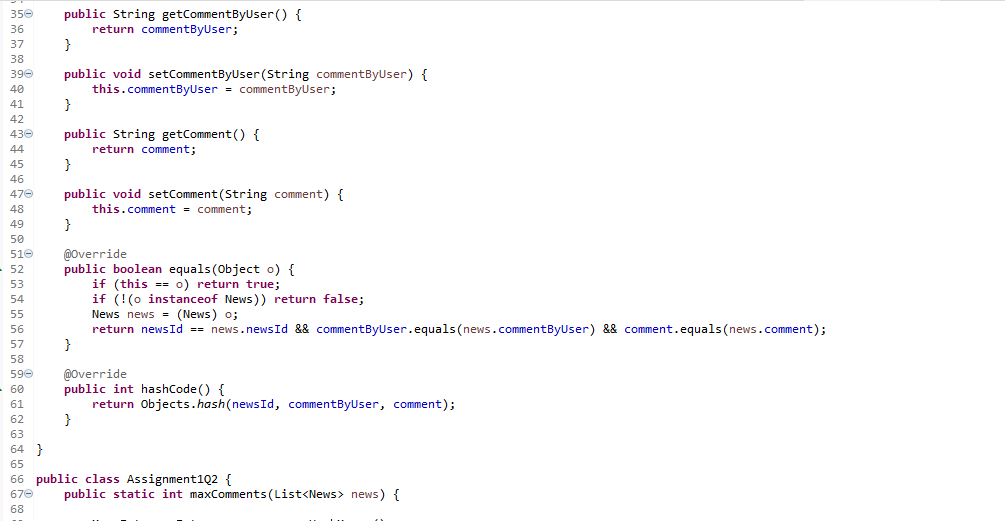 35 public String getCommentByUser() {
36 return commentByUser;
37 }
38
39 public void setCommentByUser(String commentByUser) {
40 this.commentByUser = commentByUser;
41 }
42
43 public String getComment() {
44 return comment;
45 }
46
47 public void setComment(String comment) {
48 this.comment = comment;
49 }
50
51 @Override
52 public boolean equals(Object o) {
53 if (this == o) return true;
54 if (!(o instanceof News)) return false;
55 News news = (News) o;
56 return newsId == news.newsId && commentByUser.equals(news.commentByUser) && comment.equals(news.comment);
57 }
58
59 @Override
60 public int hashCode() {
61 return Objects.hash(newsId, commentByUser, comment);
62 }
63
64 }
65
66 public class Assignment1Q2 {
67 public static int maxComments(List<News> news) {
68